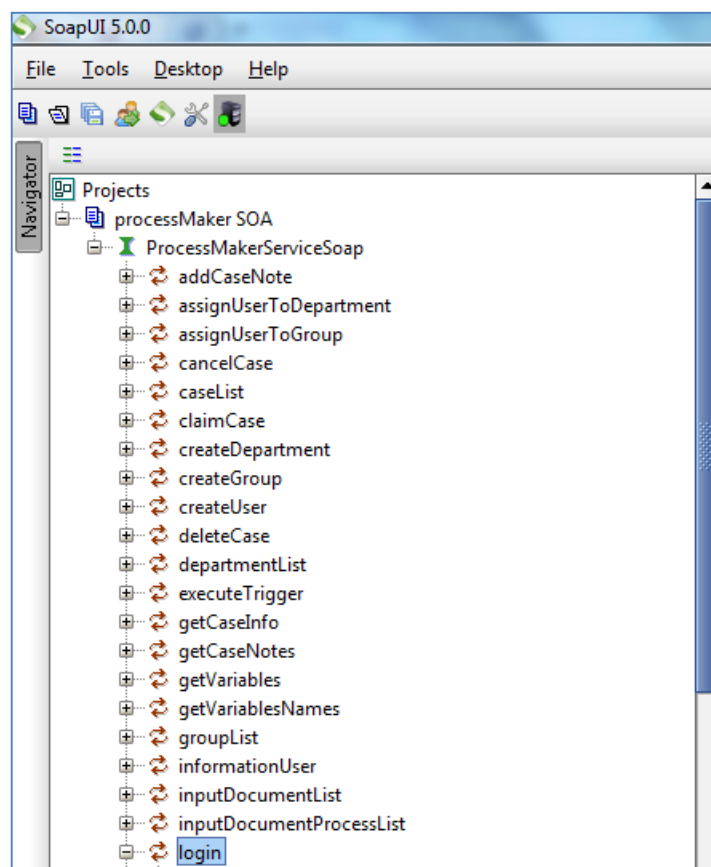 SoapUI 5.0.0
File Tools Desktop Help
Navigator
Projects
processMaker SOA
ProcessMakerServiceSoap
addCaseNote
assignUserToDepartment
assignUserToGroup
cancelCase
caseList
claimCase
createDepartment
createGroup
createUser
deleteCase
departmentList
executeTrigger
getCaseInfo
getCaseNotes
getVariables
getVariablesNames
groupList
informationUser
inputDocumentList
inputDocumentProcessList
login